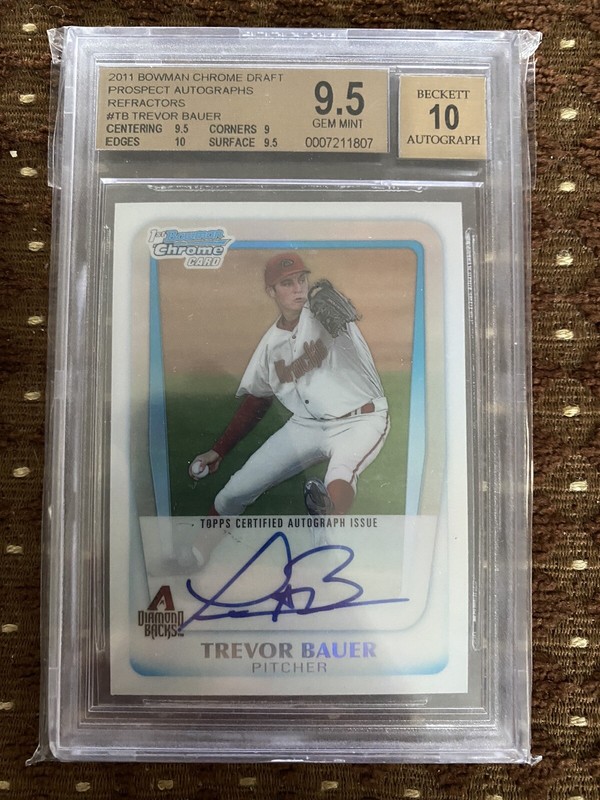 2011 BOWMAN CHROME DRAFT
PROSPECT AUTOGRAPHS
REFRACTORS
#TB TREVOR BAUER
CENTERING 9.5 CORNERS 9
EDGES 10 SURFACE 9.5
9.5
GEM MINT
0007211807
BECKETT
10
AUTOGRAPH
1st Bowman
Chrome
CARD
TOPPS CERTIFIED AUTOGRAPH ISSUE
A
DIAMOND
BACKS
TREVOR BAUER
PITCHER